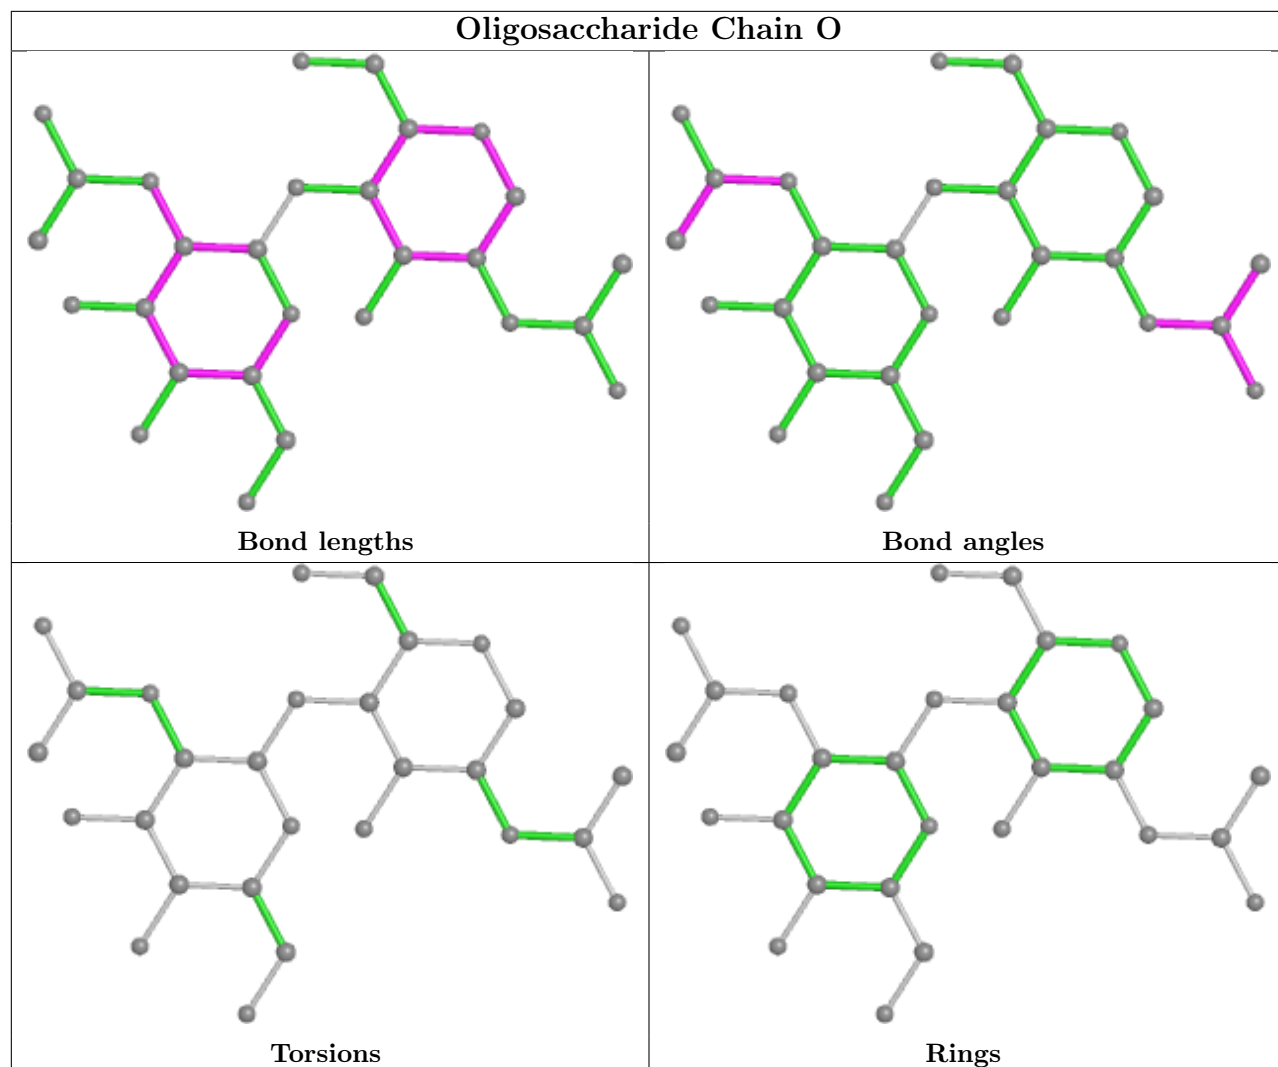 Oligosaccharide Chain O
Bond lengths
Bond angles
Torsions
Rings